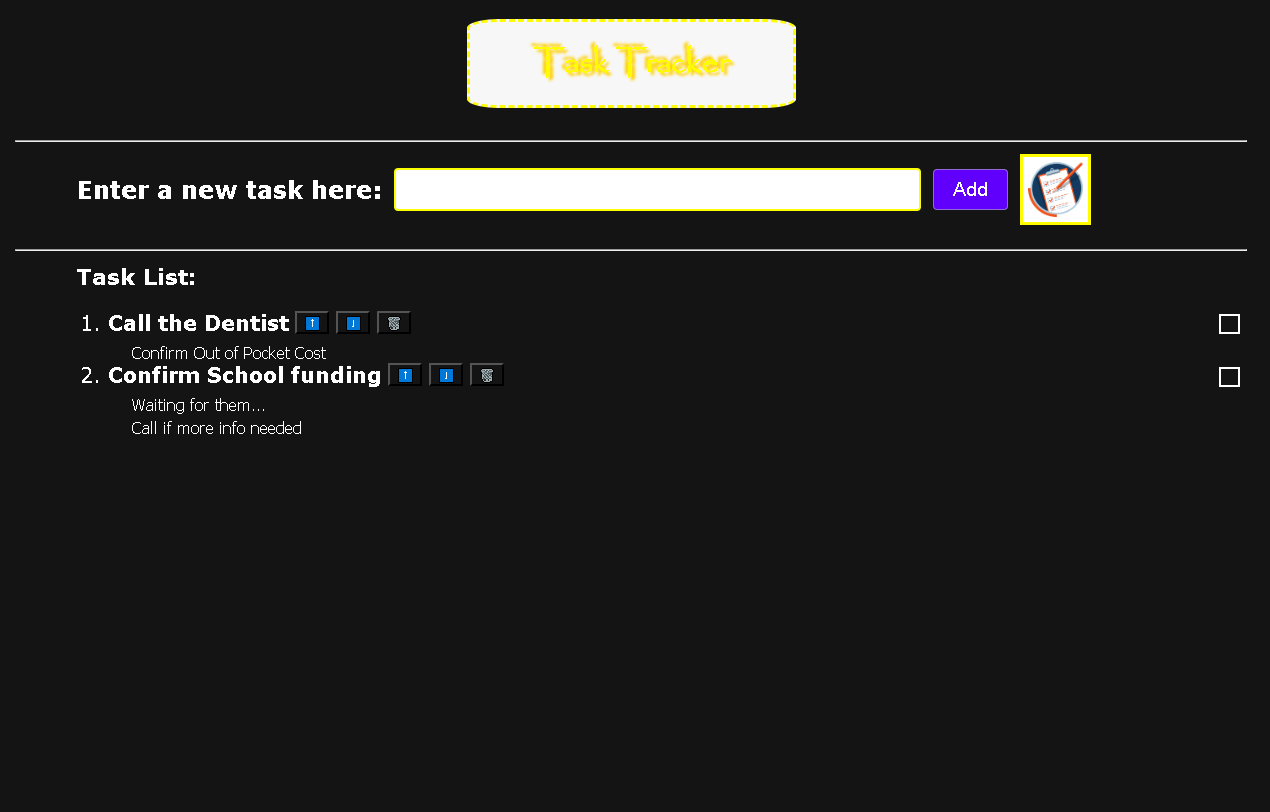 Task Tracker
Enter a new task here:
Add
Task List:
1. Call the Dentist
Confirm Out of Pocket Cost
2. Confirm School funding
Waiting for them...
Call if more info needed